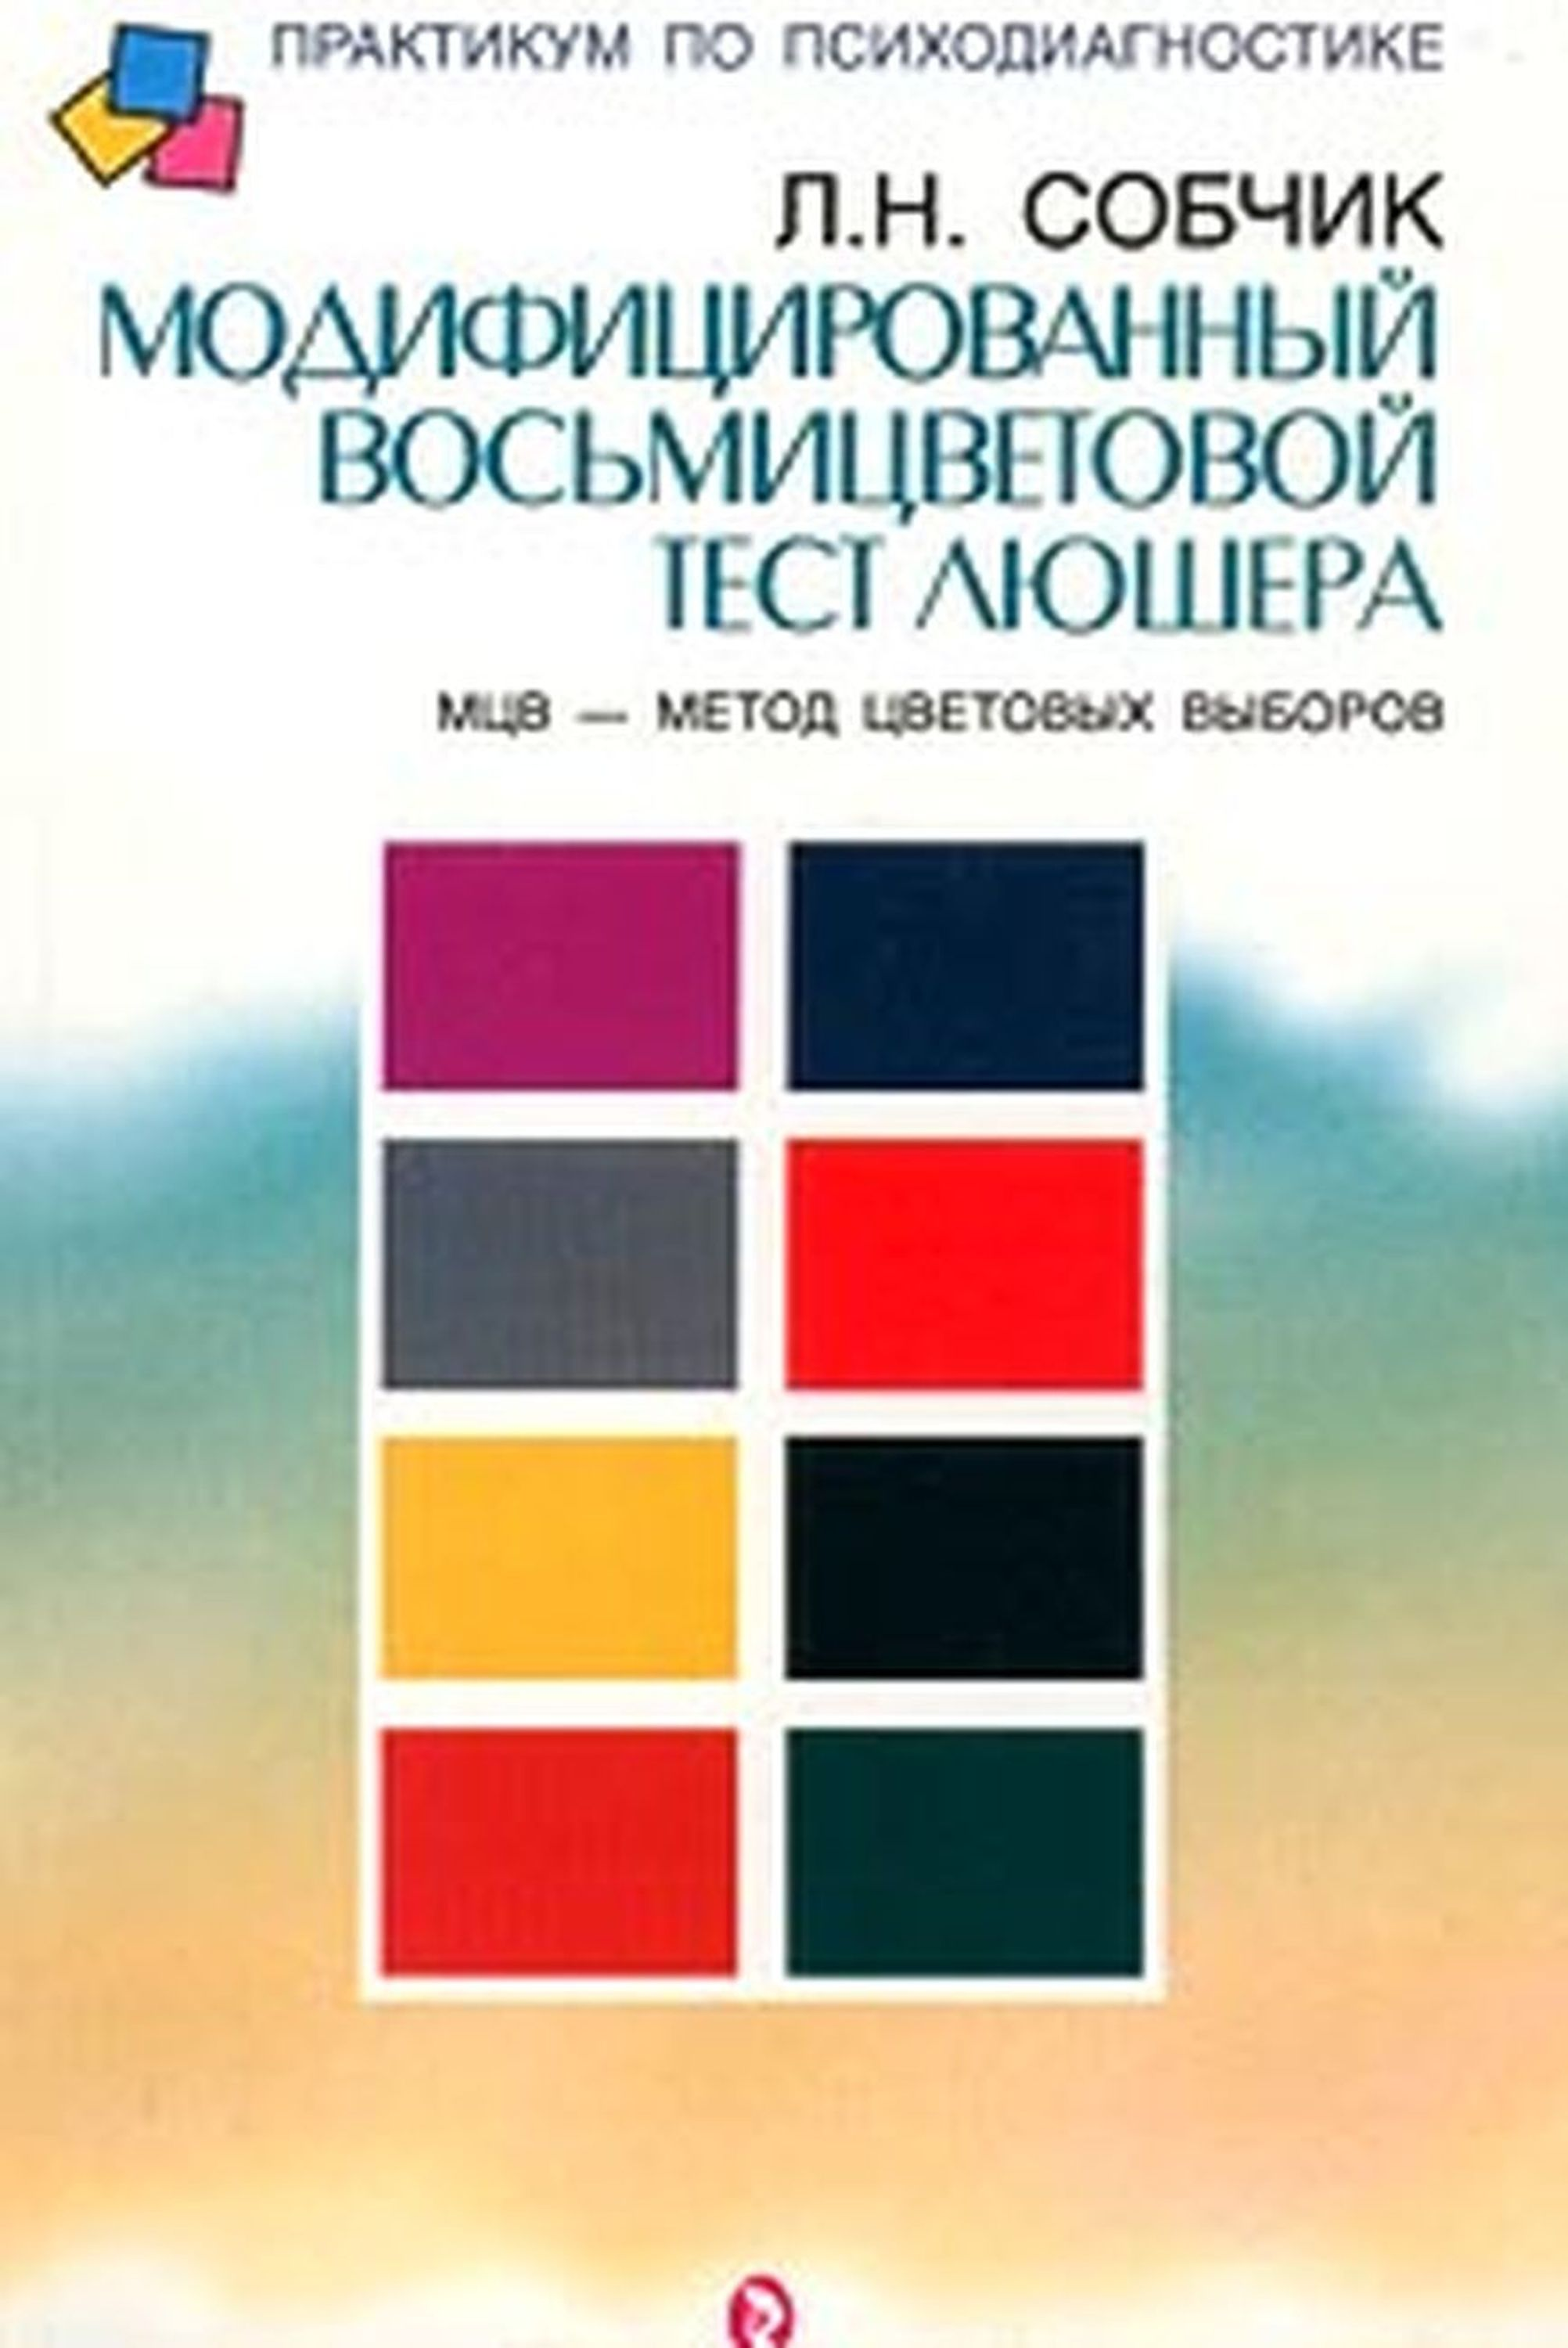 ПРАКТИКУМ ПО ПСИХОДИАГНОСТИКЕ
Л.Н. СОБЧИК
МОДИФИЦИРОВАННЫЙ
ВОСЬМИЦВЕТОВОЙ
ТЕСТ ЛЮШЕРА
МЦВ — МЕТОД ЦВЕТОВЫХ ВЫБОРОВ